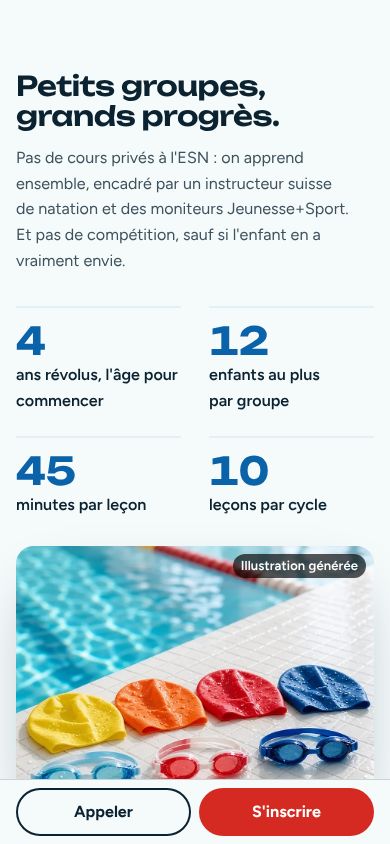 Petits groupes,
grands progrès.
Pas de cours privés à l'ESN : on apprend
ensemble, encadré par un instructeur suisse
de natation et des moniteurs Jeunesse+Sport.
Et pas de compétition, sauf si l'enfant en a
vraiment envie.
4
ans révolus, l'âge pour
commencer
12
enfants au plus
par groupe
45
minutes par leçon
10
leçons par cycle
Illustration générée
Appeler
S'inscrire